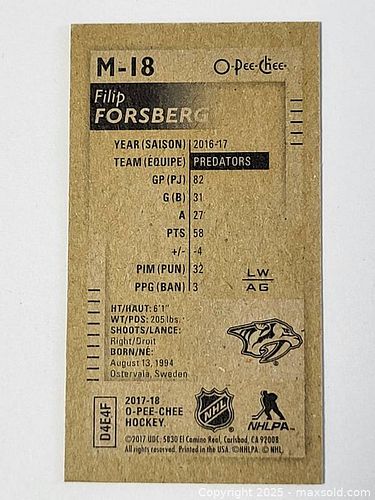 M-18
O-Pee-Chee
Filip
FORSBERG
YEAR (SAISON) 2016-17
TEAM (ÉQUIPE) PREDATORS
GP (PJ) 82
G (B) 31
A 27
PTS 58
+/- -4
PIM (PUN) 32
PPG (BAN) 3
LW
AG
HT/HAUT: 6'1"
WT/PDS: 205 lbs.
SHOOTS/LANCE:
Right/Droit
BORN/NÉ:
August 13, 1994
Ostervala, Sweden
D4E4F
2017-18
O-PEE-CHEE
HOCKEY.
NHL
NHLPA
©2017 UDC. 5830 El Camino Real, Carlsbad, CA 92008
All rights reserved. Printed in the USA. ©NHLPA. © NHL.
© Copyright 2025 - maxsold.com